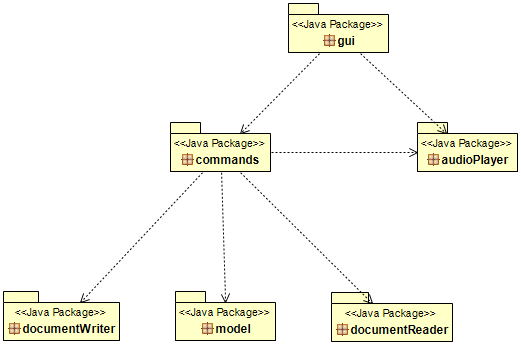 <<Java Package>>
gui
<<Java Package>>
commands
<<Java Package>>
audioPlayer
<<Java Package>>
documentWriter
<<Java Package>>
model
<<Java Package>>
documentReader